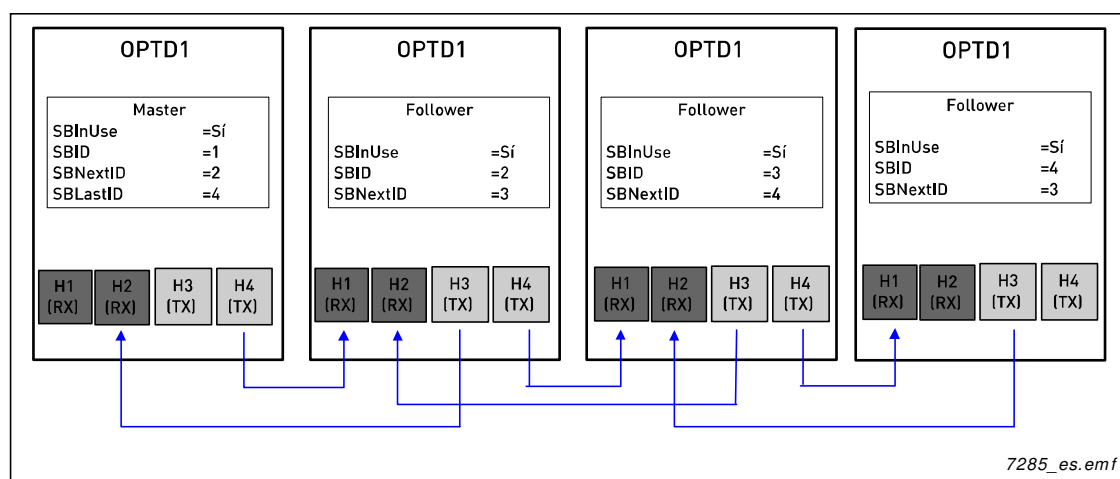 OPTD1
Master
SBInUse =Sí
SBID =1
SBNextID =2
SBLastID =4
H1 (RX)
H2 (RX)
H3 (TX)
H4 (TX)
OPTD1
Follower
SBInUse =Sí
SBID =2
SBNextID =3
H1 (RX)
H2 (RX)
H3 (TX)
H4 (TX)
OPTD1
Follower
SBInUse =Sí
SBID =3
SBNextID =4
H1 (RX)
H2 (RX)
H3 (TX)
H4 (TX)
OPTD1
Follower
SBInUse =Sí
SBID =4
SBNextID =3
H1 (RX)
H2 (RX)
H3 (TX)
H4 (TX)
7285_es.emf